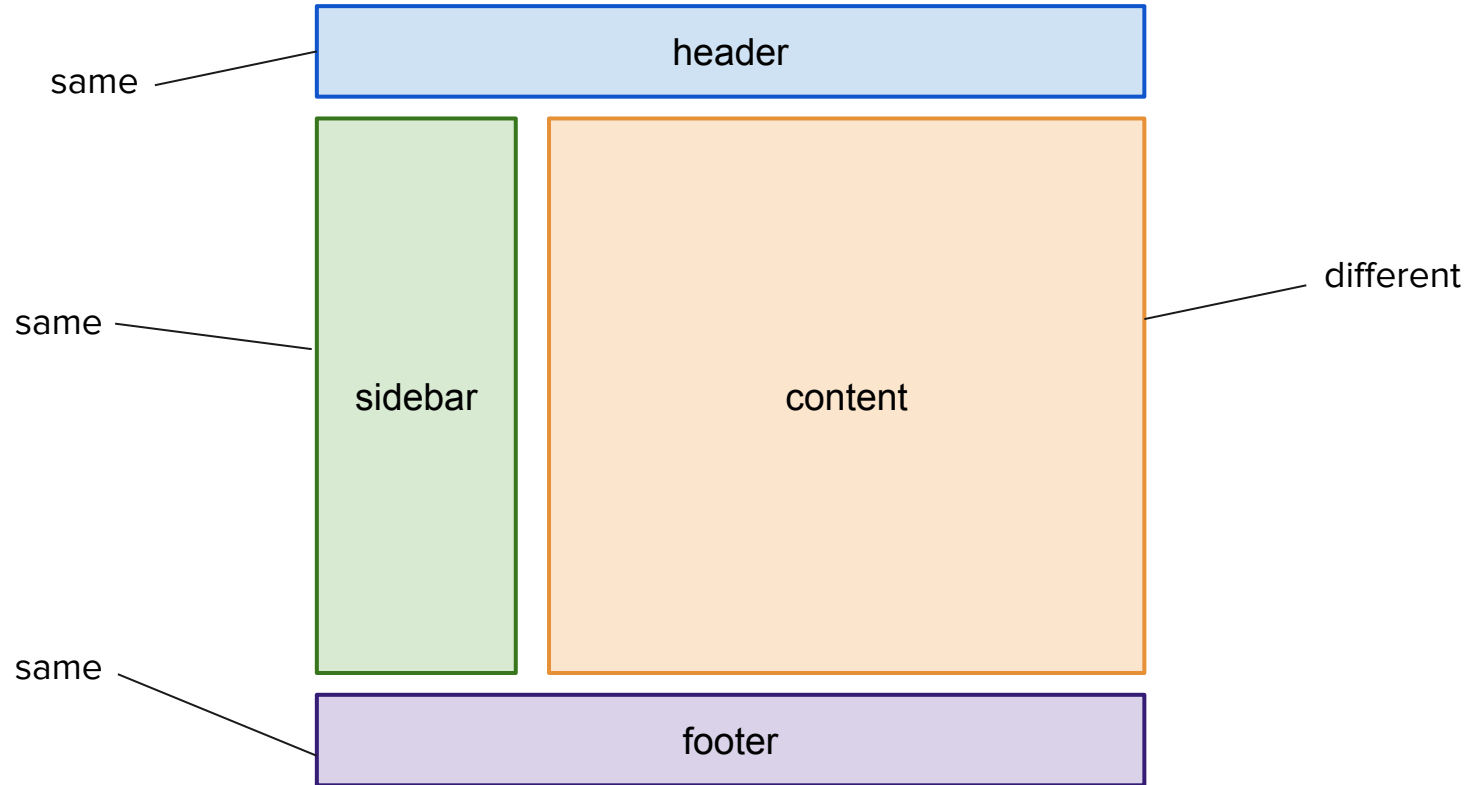 header
same
different
same
sidebar
content
same
footer